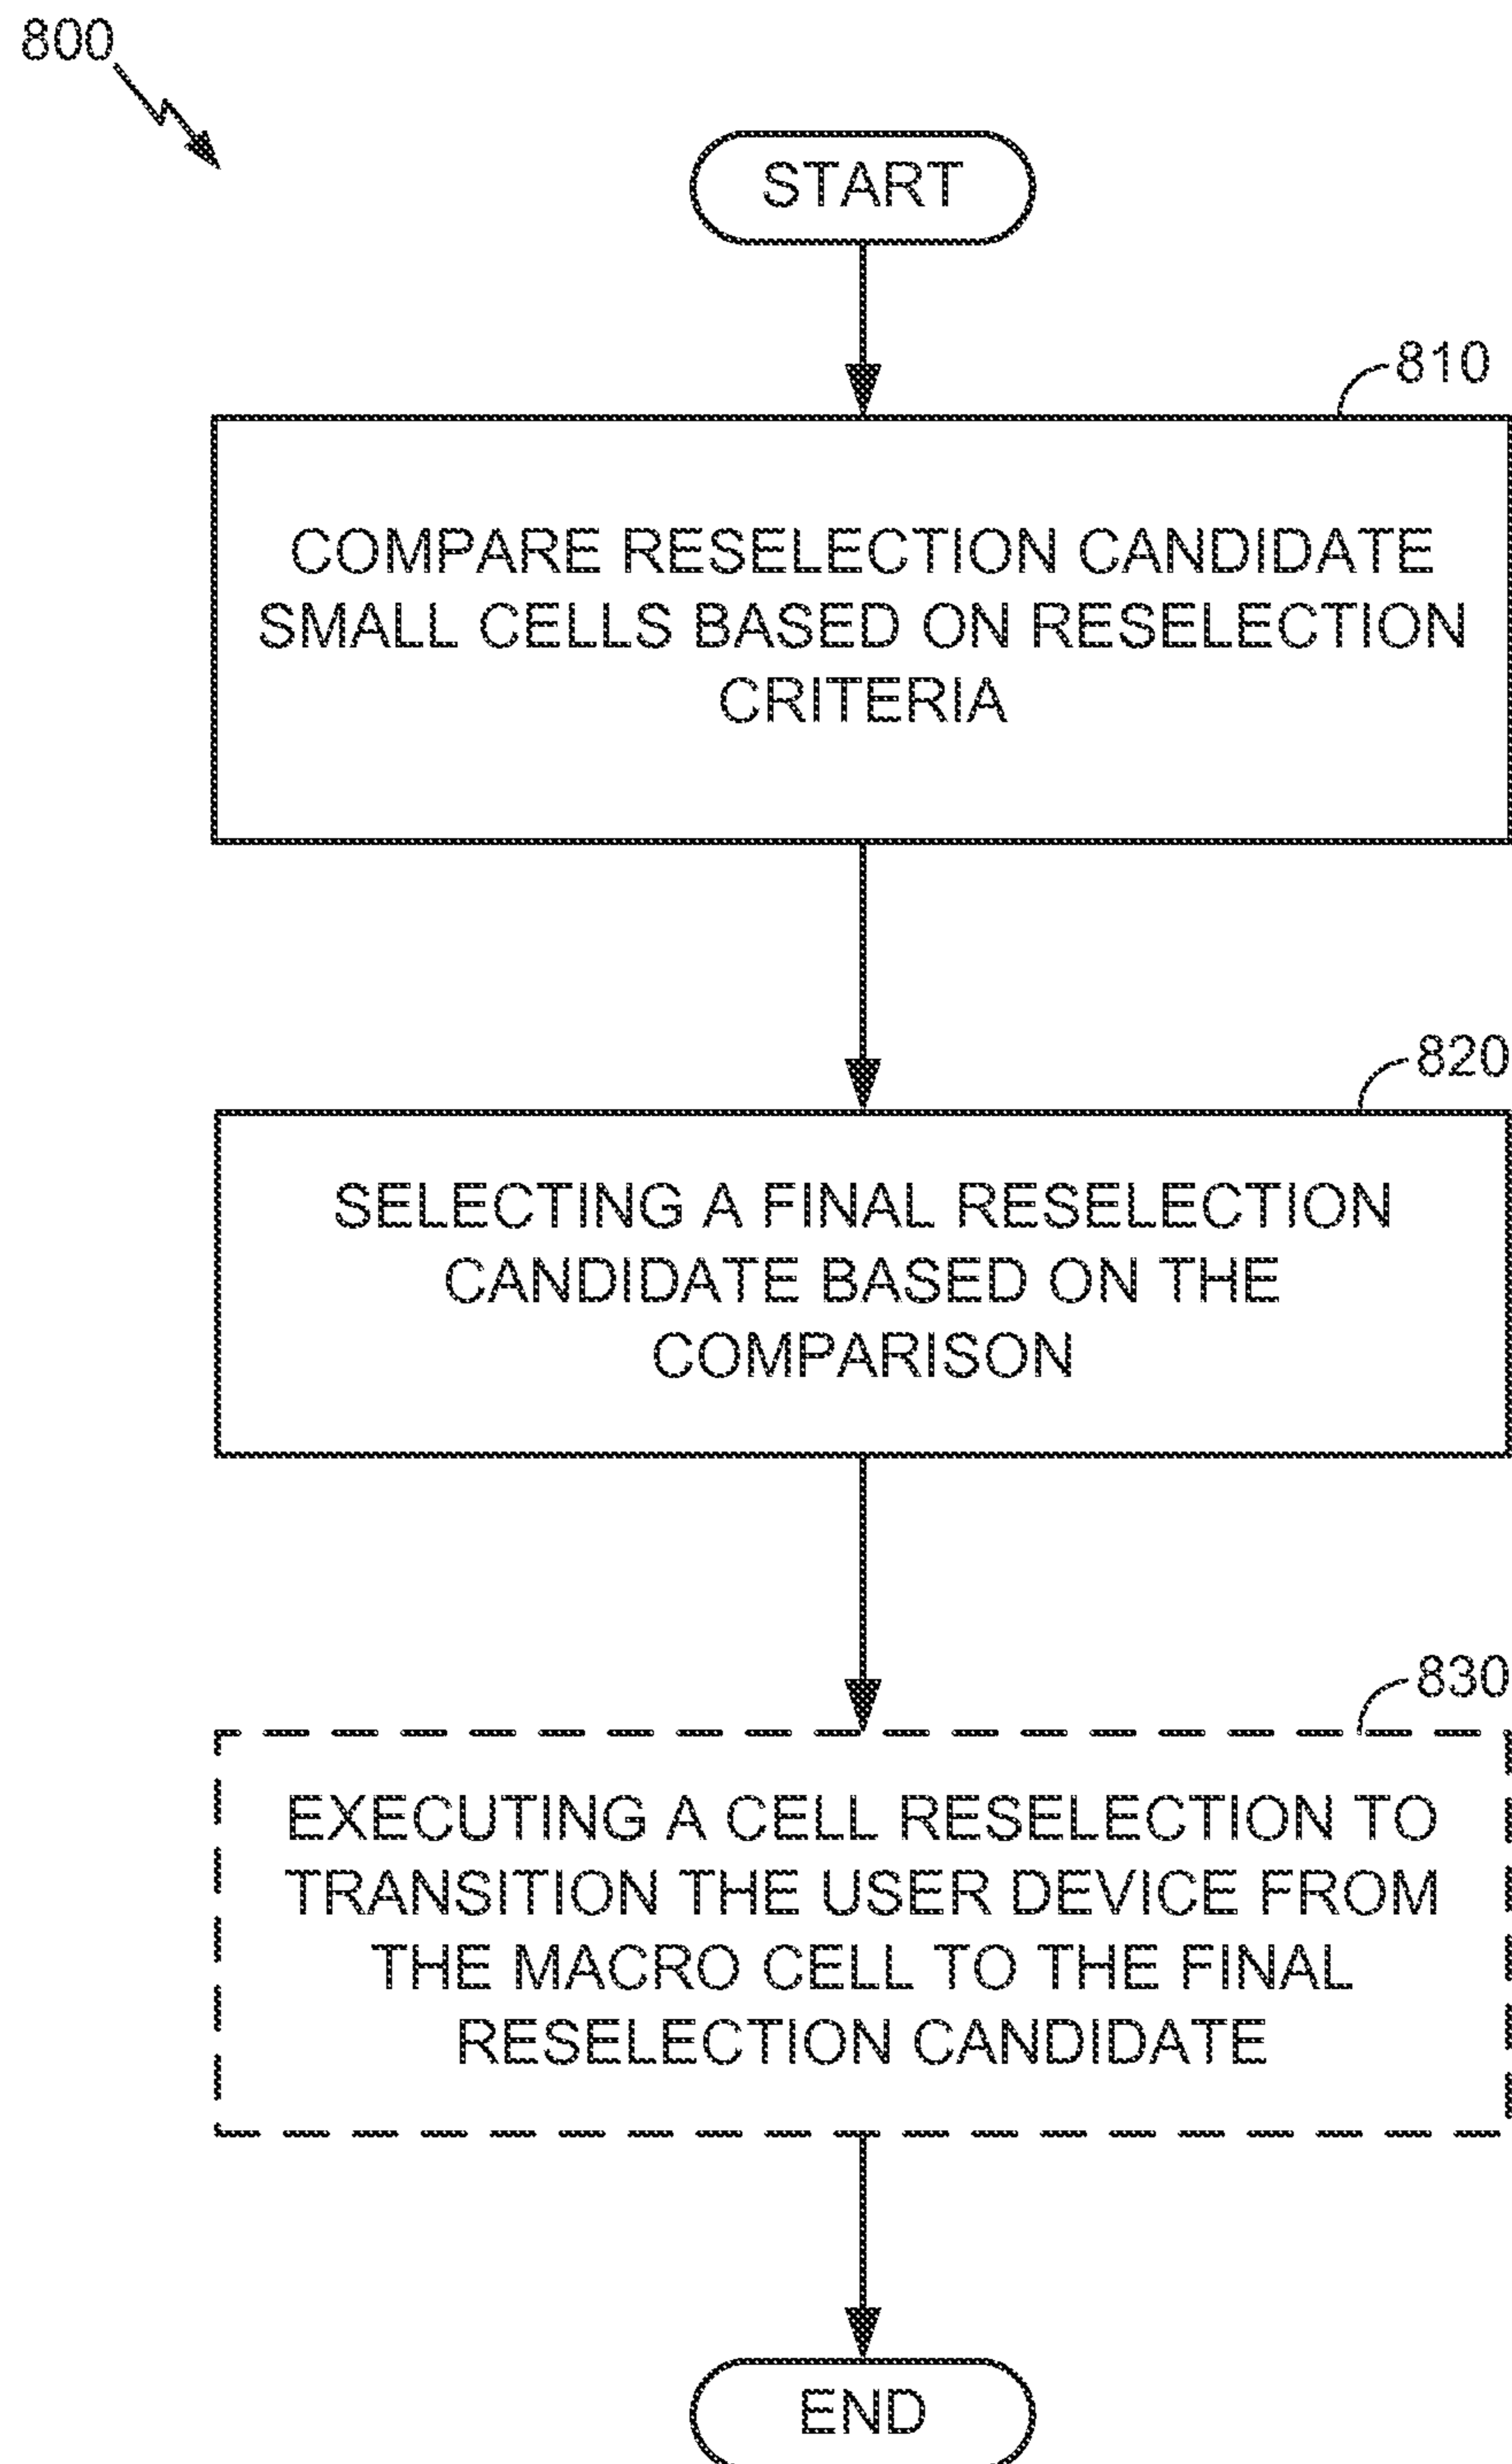 800
START
810
COMPARE RESELECTION CANDIDATE
SMALL CELLS BASED ON RESELECTION
CRITERIA
820
SELECTING A FINAL RESELECTION
CANDIDATE BASED ON THE
COMPARISON
830
EXECUTING A CELL RESELECTION TO
TRANSITION THE USER DEVICE FROM
THE MACRO CELL TO THE FINAL
RESELECTION CANDIDATE
END